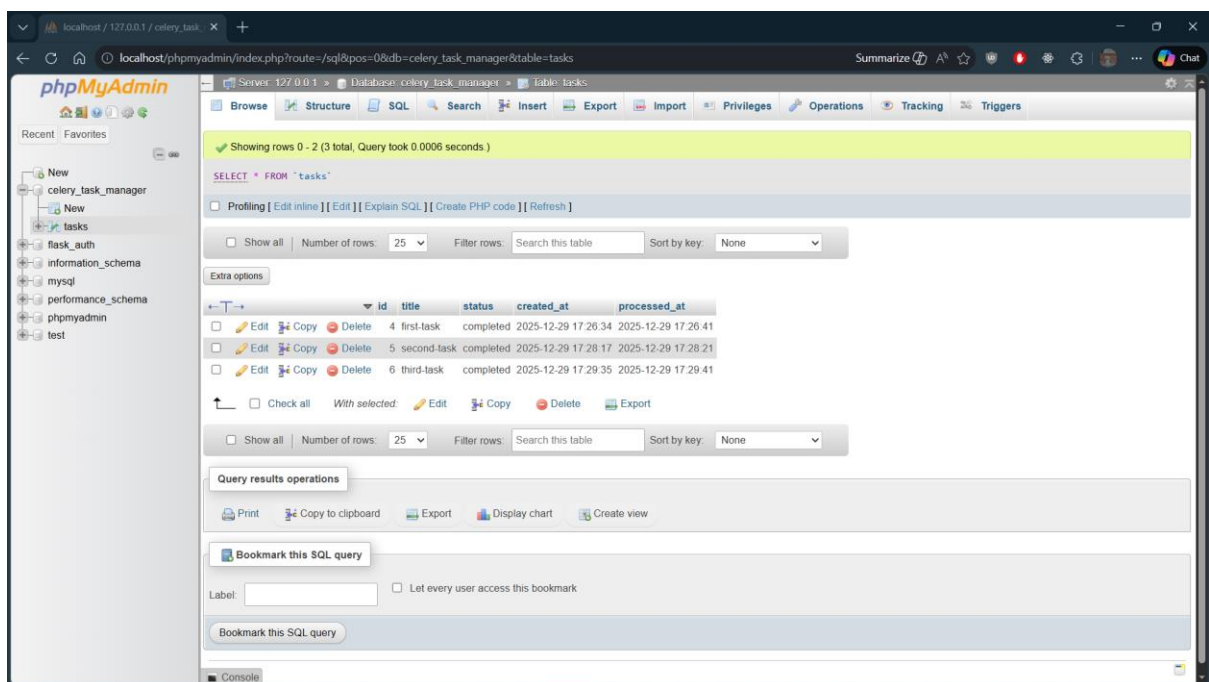 localhost / 127.0.0.1 / celery_task_
localhost/phpmyadmin/index.php?route=/sql&pos=0&db=celery_task_manager&table=tasks
Summarize
Chat
phpMyAdmin
Recent Favorites
New
celery_task_manager
New
tasks
flask_auth
information_schema
mysql
performance_schema
phpmyadmin
test
Server: 127.0.0.1 » Database: celery_task_manager » Table: tasks
Browse Structure SQL Search Insert Export Import Privileges Operations Tracking Triggers
Showing rows 0 - 2 (3 total, Query took 0.0006 seconds.)
SELECT * FROM `tasks`
Profiling [ Edit inline ] [ Edit ] [ Explain SQL ] [ Create PHP code ] [ Refresh ]
Show all | Number of rows: 25 Filter rows: Search this table Sort by key: None
Extra options
←T→ id title status created_at processed_at
Edit Copy Delete 4 first-task completed 2025-12-29 17:26:34 2025-12-29 17:26:41
Edit Copy Delete 5 second-task completed 2025-12-29 17:28:17 2025-12-29 17:28:21
Edit Copy Delete 6 third-task completed 2025-12-29 17:29:35 2025-12-29 17:29:41
Check all With selected: Edit Copy Delete Export
Show all | Number of rows: 25 Filter rows: Search this table Sort by key: None
Query results operations
Print Copy to clipboard Export Display chart Create view
Bookmark this SQL query
Label: Let every user access this bookmark
Bookmark this SQL query
Console